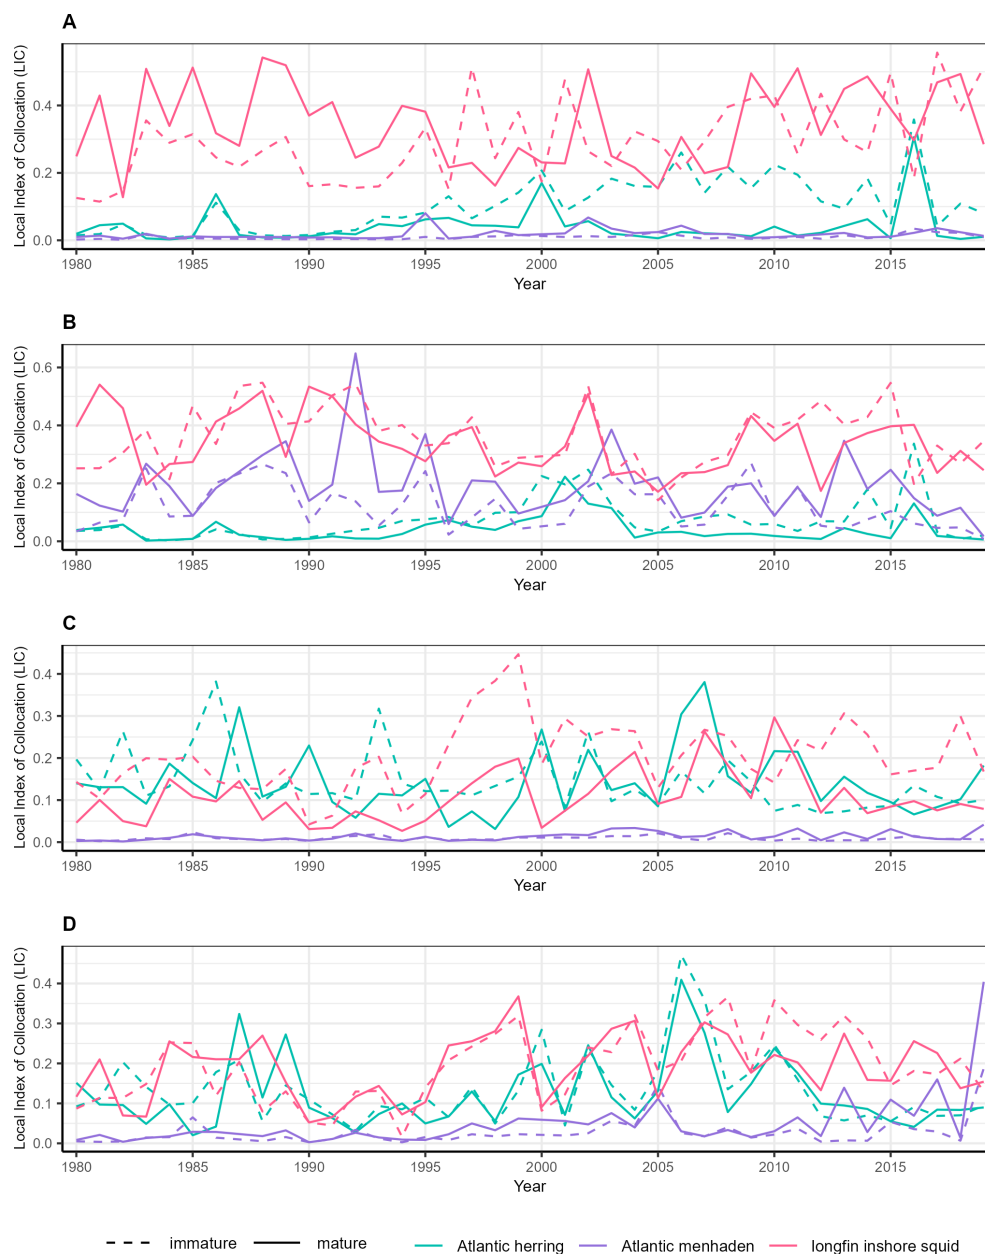 A
Local Index of Collocation (LIC)
0.4
0.2
0.0
1980 1985 1990 1995 2000 2005 2010 2015
Year
B
Local Index of Collocation (LIC)
0.6
0.4
0.2
0.0
1980 1985 1990 1995 2000 2005 2010 2015
Year
C
Local Index of Collocation (LIC)
0.4
0.3
0.2
0.1
0.0
1980 1985 1990 1995 2000 2005 2010 2015
Year
D
Local Index of Collocation (LIC)
0.4
0.3
0.2
0.1
0.0
1980 1985 1990 1995 2000 2005 2010 2015
Year
immature mature Atlantic herring Atlantic menhaden longfin inshore squid